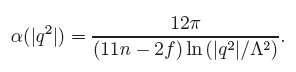 α(|q²|) = 12π / ((11n − 2f) ln (|q²|/Λ²)).